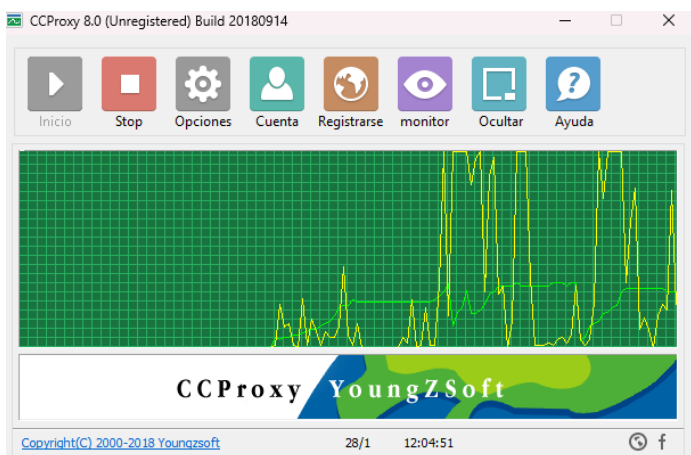 CCProxy 8.0 (Unregistered) Build 20180914
Inicio Stop Opciones Cuenta Registrarse monitor Ocultar Ayuda
CCProxy YoungZSoft
Copyright(C) 2000-2018 Youngzsoft 28/1 12:04:51